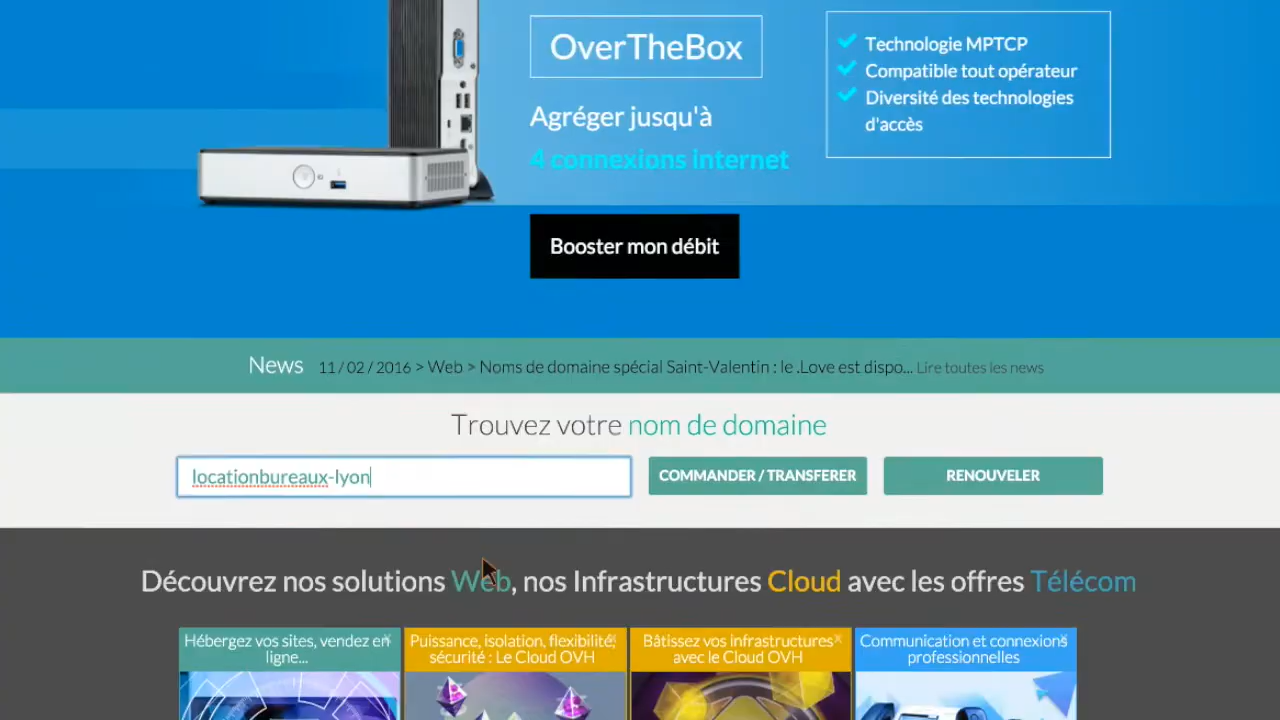 OverTheBox
Agréger jusqu'à
4 connexions internet
Technologie MPTCP
Compatible tout opérateur
Diversité des technologies
d'accès
Booster mon débit
News 11 / 02 / 2016 > Web > Noms de domaine spécial Saint-Valentin : le .Love est dispo... Lire toutes les news
Trouvez votre nom de domaine
locationbureaux-lyon COMMANDER / TRANSFERER RENOUVELER
Découvrez nos solutions Web, nos Infrastructures Cloud avec les offres Télécom
Hébergez vos sites, vendez en
ligne...
Puissance, isolation, flexibilité,
sécurité : Le Cloud OVH
Bâtissez vos infrastructures
avec le Cloud OVH
Communication et connexions
professionnelles